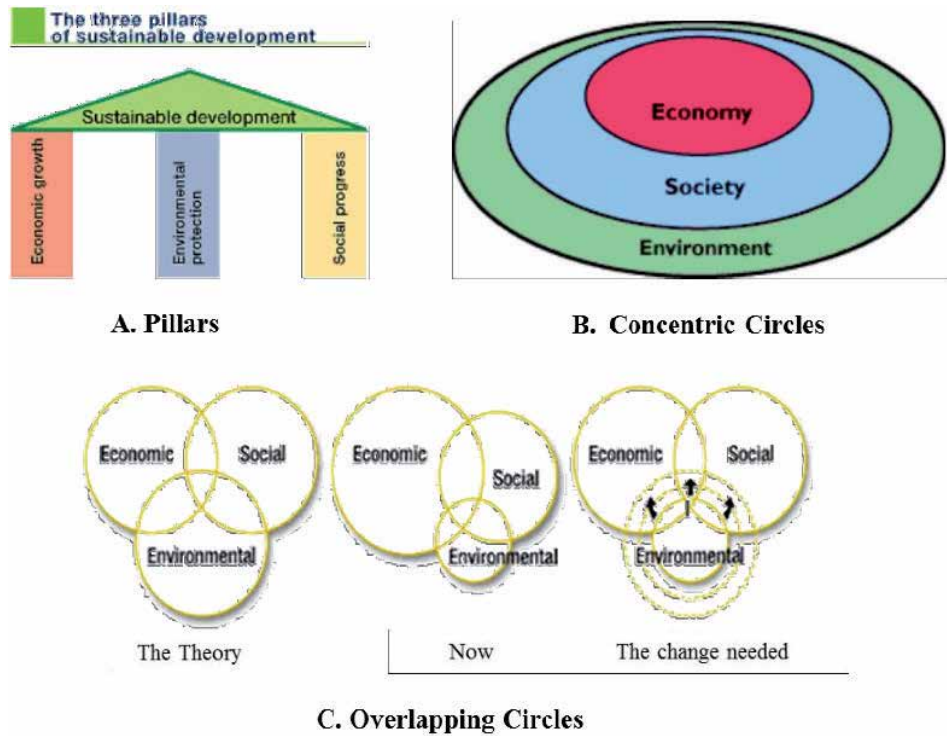 The three pillars
of sustainable development
Sustainable development
Economic growth
Environmental
protection
Social progress
A. Pillars
Economy
Society
Environment
B. Concentric Circles
Economic
Social
Environmental
The Theory
Economic
Social
Environmental
Now
Economic
Social
Environmental
The change needed
C. Overlapping Circles